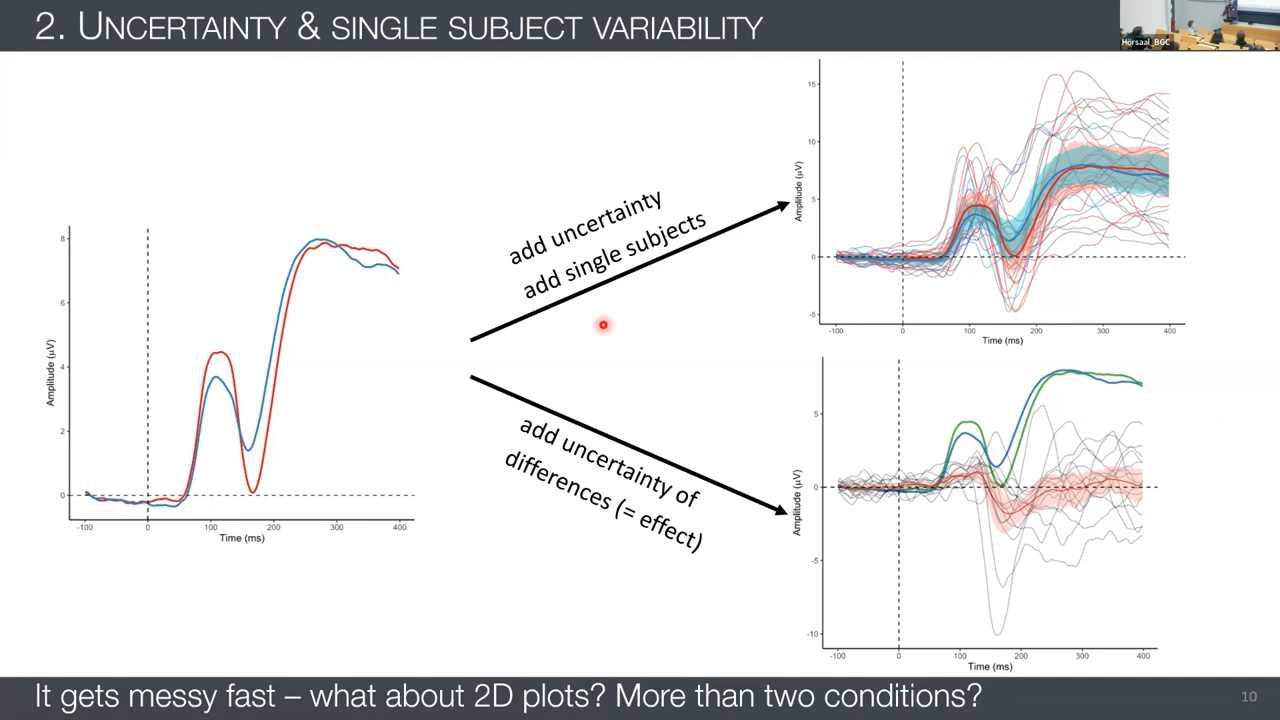 2. UNCERTAINTY & SINGLE SUBJECT VARIABILITY
Hörsaal_BGC
8
6
4
2
0
-100
0
100
200
300
400
Amplitude (µV)
Time (ms)
add uncertainty
add single subjects
add uncertainty of
differences (= effect)
15
10
5
0
-5
-100
0
100
200
300
400
Amplitude (µV)
Time (ms)
5
0
-5
-10
-100
0
100
200
300
400
Amplitude (µV)
Time (ms)
It gets messy fast – what about 2D plots? More than two conditions?
10